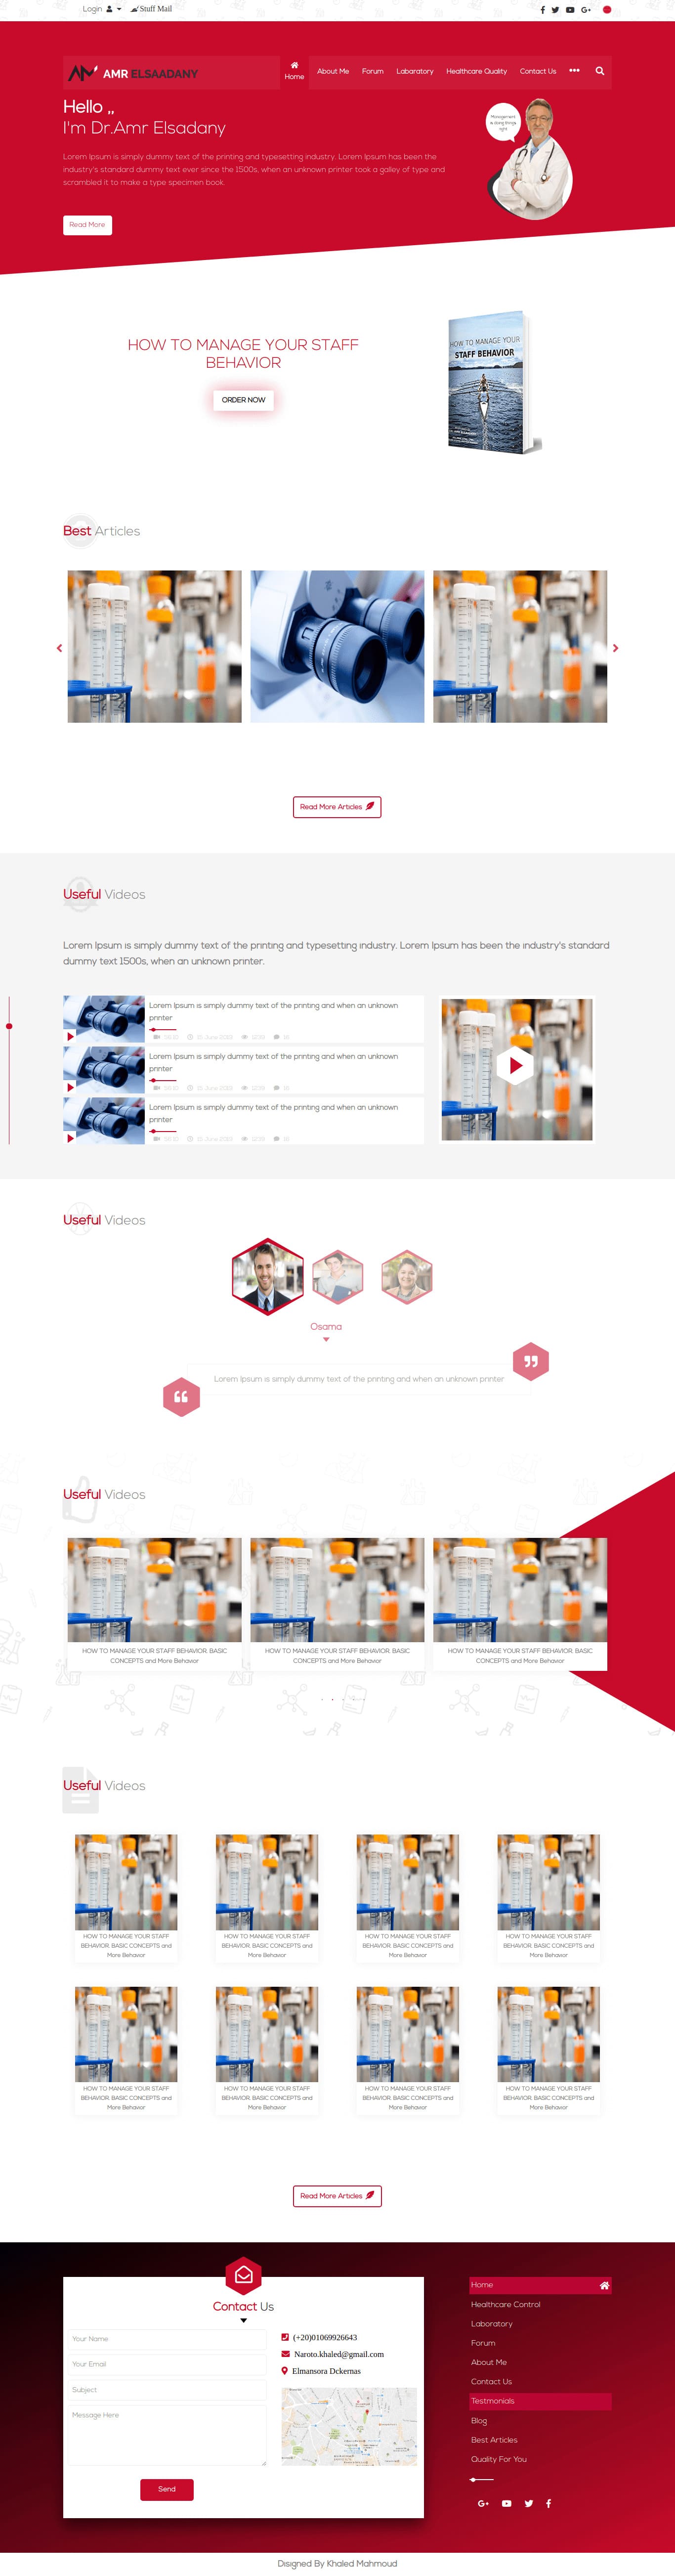 Login Stuff Mail
AMR ELSAADANY
Home
About Me Forum Labaratory Healthcare Quality Contact Us
Hello ,,
I'm Dr.Amr Elsadany
Management
is doing things
right
Lorem Ipsum is simply dummy text of the printing and typesetting industry. Lorem Ipsum has been the
industry's standard dummy text ever since the 1500s, when an unknown printer took a galley of type and
scrambled it to make a type specimen book.
Read More
HOW TO MANAGE YOUR STAFF
BEHAVIOR
ORDER NOW
HOW TO MANAGE YOUR
STAFF BEHAVIOR
Best Articles
Read More Articles
Useful Videos
Lorem Ipsum is simply dummy text of the printing and typesetting industry. Lorem Ipsum has been the industry's standard
dummy text 1500s, when an unknown printer.
Lorem Ipsum is simply dummy text of the printing and when an unknown
printer
Lorem Ipsum is simply dummy text of the printing and when an unknown
printer
Lorem Ipsum is simply dummy text of the printing and when an unknown
printer
Useful Videos
Osama
Lorem Ipsum is simply dummy text of the printing and when an unknown printer
Useful Videos
HOW TO MANAGE YOUR STAFF BEHAVIOR, BASIC
CONCEPTS and More Behavior
HOW TO MANAGE YOUR STAFF BEHAVIOR, BASIC
CONCEPTS and More Behavior
HOW TO MANAGE YOUR STAFF BEHAVIOR, BASIC
CONCEPTS and More Behavior
Useful Videos
HOW TO MANAGE YOUR STAFF
BEHAVIOR, BASIC CONCEPTS and
More Behavior
HOW TO MANAGE YOUR STAFF
BEHAVIOR, BASIC CONCEPTS and
More Behavior
HOW TO MANAGE YOUR STAFF
BEHAVIOR, BASIC CONCEPTS and
More Behavior
HOW TO MANAGE YOUR STAFF
BEHAVIOR, BASIC CONCEPTS and
More Behavior
HOW TO MANAGE YOUR STAFF
BEHAVIOR, BASIC CONCEPTS and
More Behavior
HOW TO MANAGE YOUR STAFF
BEHAVIOR, BASIC CONCEPTS and
More Behavior
HOW TO MANAGE YOUR STAFF
BEHAVIOR, BASIC CONCEPTS and
More Behavior
HOW TO MANAGE YOUR STAFF
BEHAVIOR, BASIC CONCEPTS and
More Behavior
Read More Articles
Contact Us
Your Name
Your Email
Subject
Message Here
Send
(+20)01069926643
Naroto.khaled@gmail.com
Elmansora Dckernas
Home
Healthcare Control
Laboratory
Forum
About Me
Contact Us
Testmonials
Blog
Best Articles
Quality For You
Disigned By Khaled Mahmoud